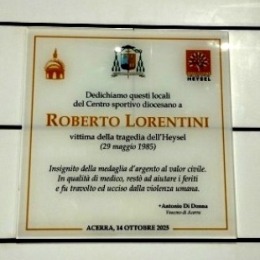 HEYSEL
Dedichiamo questi locali
del Centro sportivo diocesano a
ROBERTO LORENTINI
vittima della tragedia dell'Heysel
(29 maggio 1985)
Insignito della medaglia d'argento al valor civile.
In qualità di medico, restò ad aiutare i feriti
e fu travolto ed ucciso dalla violenza umana.
+Antonio Di Donna
Vescovo di Acerra
ACERRA, 14 OTTOBRE 2025